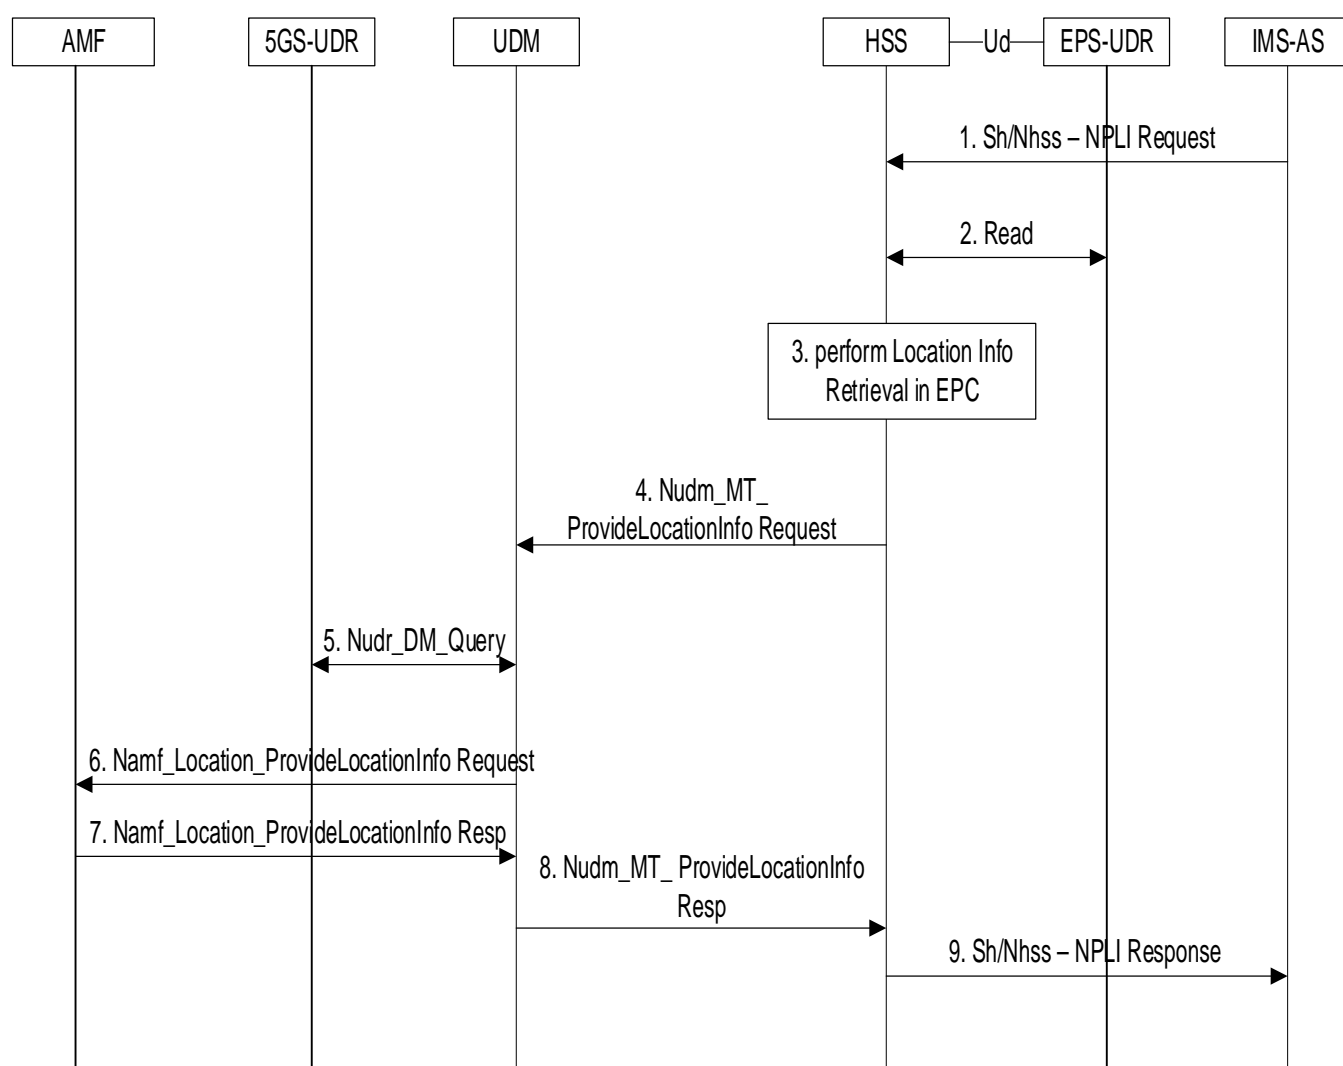 AMF
5GS-UDR
UDM
HSS
Ud
EPS-UDR
IMS-AS
1. Sh/Nhss – NPLI Request
2. Read
3. perform Location Info
Retrieval in EPC
4. Nudm_MT_
ProvideLocationInfo Request
5. Nudr_DM_Query
6. Namf_Location_ProvideLocationInfo Request
7. Namf_Location_ProvideLocationInfo Resp
8. Nudm_MT_ ProvideLocationInfo
Resp
9. Sh/Nhss – NPLI Response